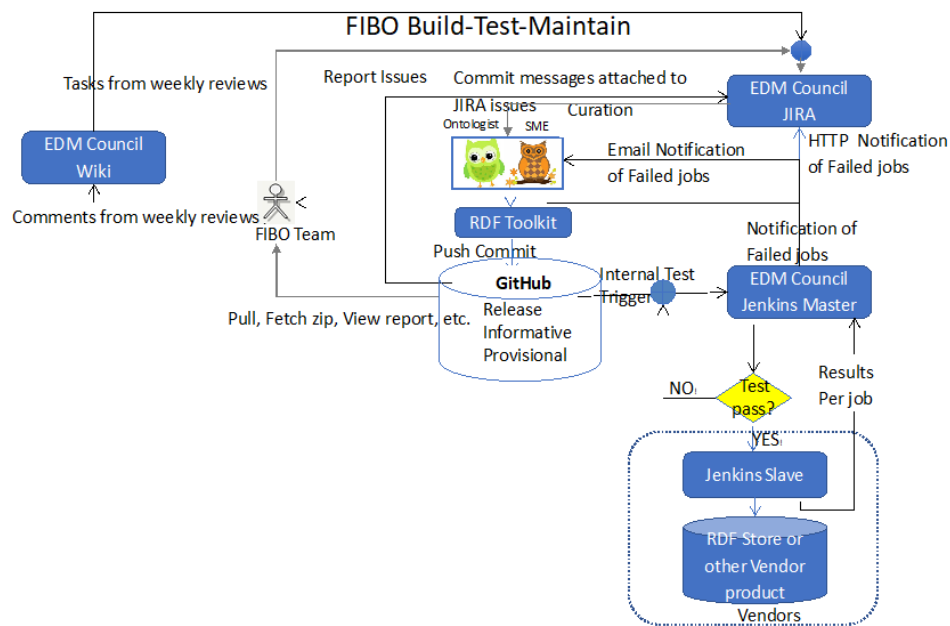 FIBO Build-Test-Maintain
Tasks from weekly reviews
Report Issues
Commit messages attached to
JIRA issues
Curation
EDM Council
JIRA
Ontologist
SME
EDM Council
Wiki
Email Notification
of Failed jobs
HTTP Notification
of Failed jobs
Comments from weekly reviews
FIBO Team
RDF Toolkit
Notification of
Failed jobs
Push Commit
GitHub
Release
Informative
Provisional
Internal Test
Trigger
EDM Council
Jenkins Master
Pull, Fetch zip, View report, etc.
Results
Per job
NO
Test
pass?
YES
Jenkins Slave
RDF Store or
other Vendor
product
Vendors